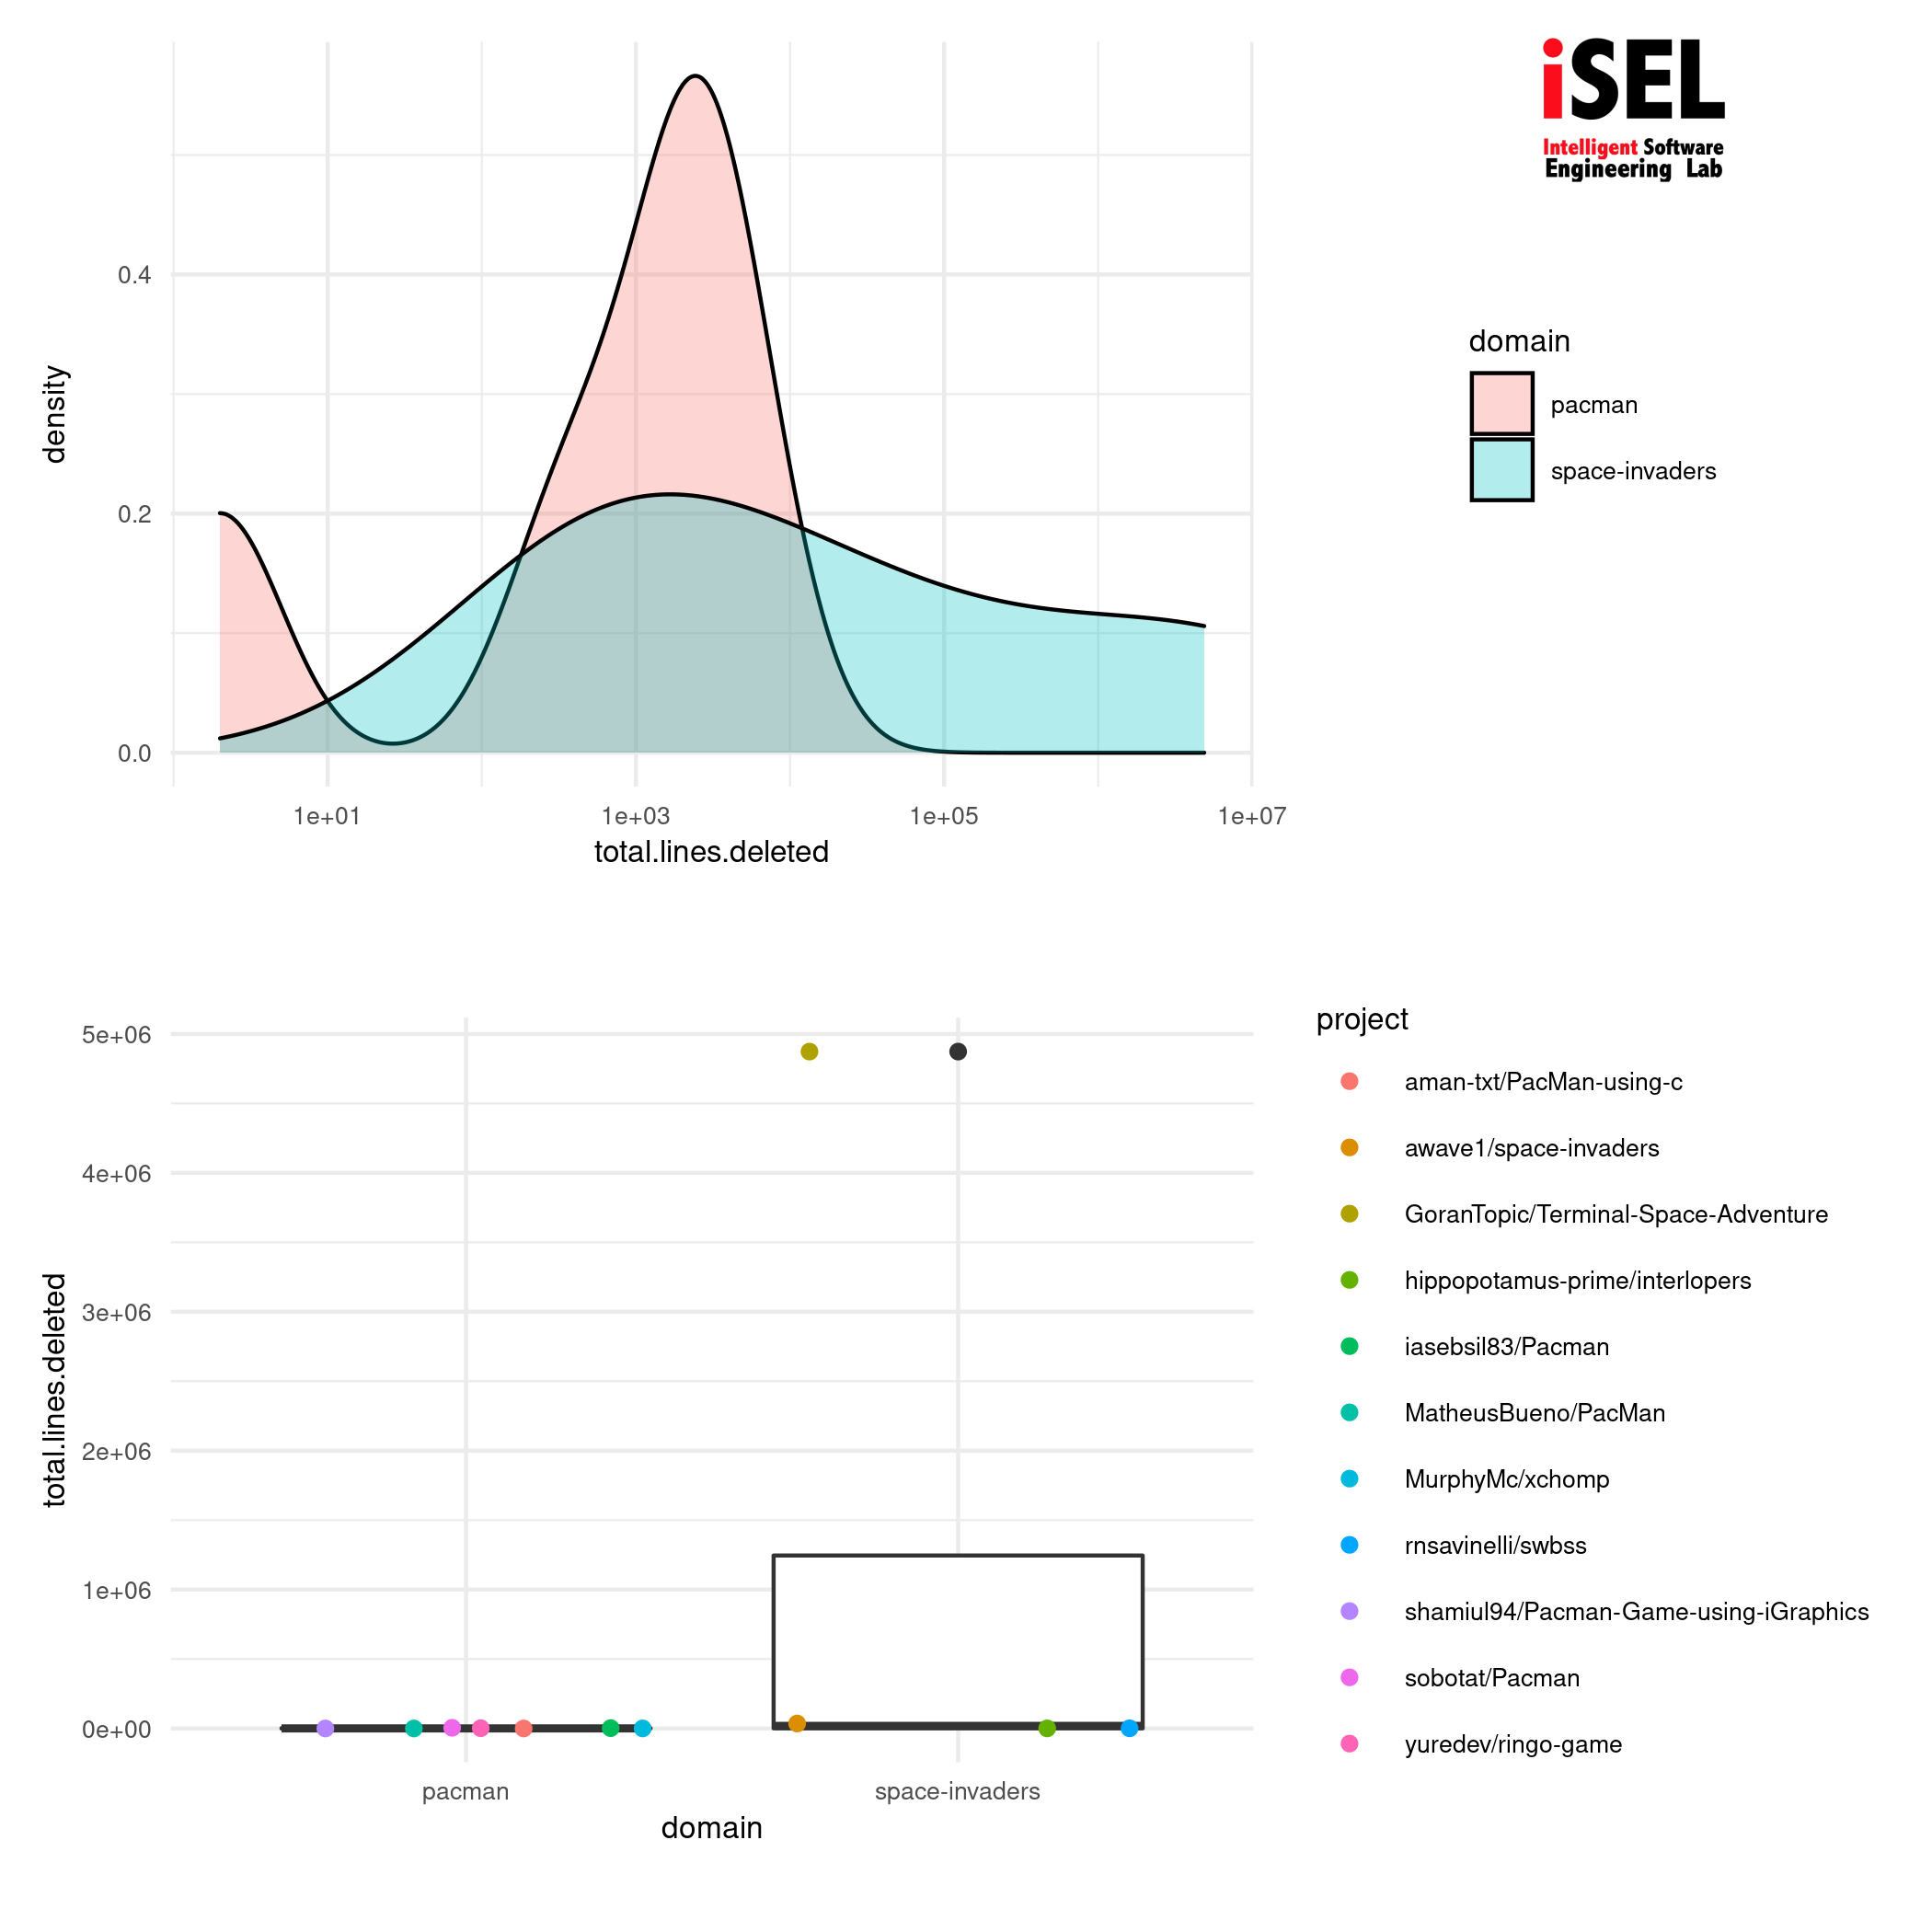 iSEL
Intelligent Software
Engineering Lab
density
0.4
0.2
0.0
1e+01 1e+03 1e+05 1e+07
total.lines.deleted
domain
pacman
space-invaders
total.lines.deleted
5e+06
4e+06
3e+06
2e+06
1e+06
0e+00
pacman space-invaders
domain
project
aman-txt/PacMan-using-c
awave1/space-invaders
GoranTopic/Terminal-Space-Adventure
hippopotamus-prime/interlopers
iasebsil83/Pacman
MatheusBueno/PacMan
MurphyMc/xchomp
rnsavinelli/swbss
shamiul94/Pacman-Game-using-iGraphics
sobotat/Pacman
yuredev/ringo-game